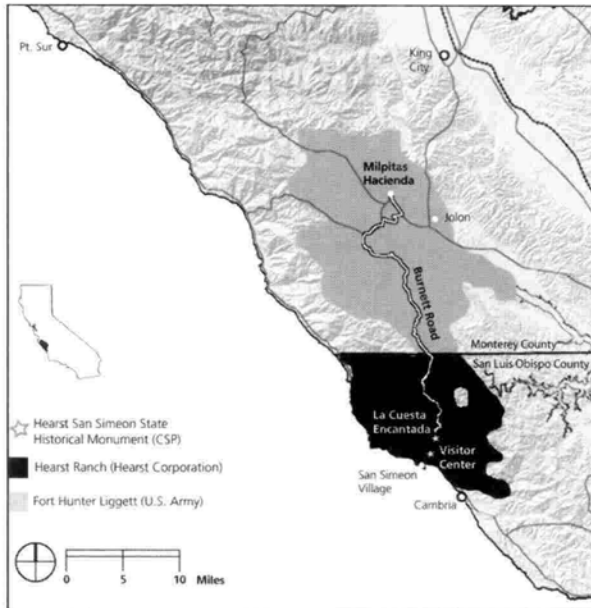 Pt. Sur
King
City
Milpitas
Hacienda
Jolon
Burnett Road
Monterey County
San Luis Obispo County
La Cuesta
Encantada
Visitor
Center
San Simeon
Village
Cambria
Hearst San Simeon State
Historical Monument (CSP)
Hearst Ranch (Hearst Corporation)
Fort Hunter Liggett (U.S. Army)
0 5 10 Miles